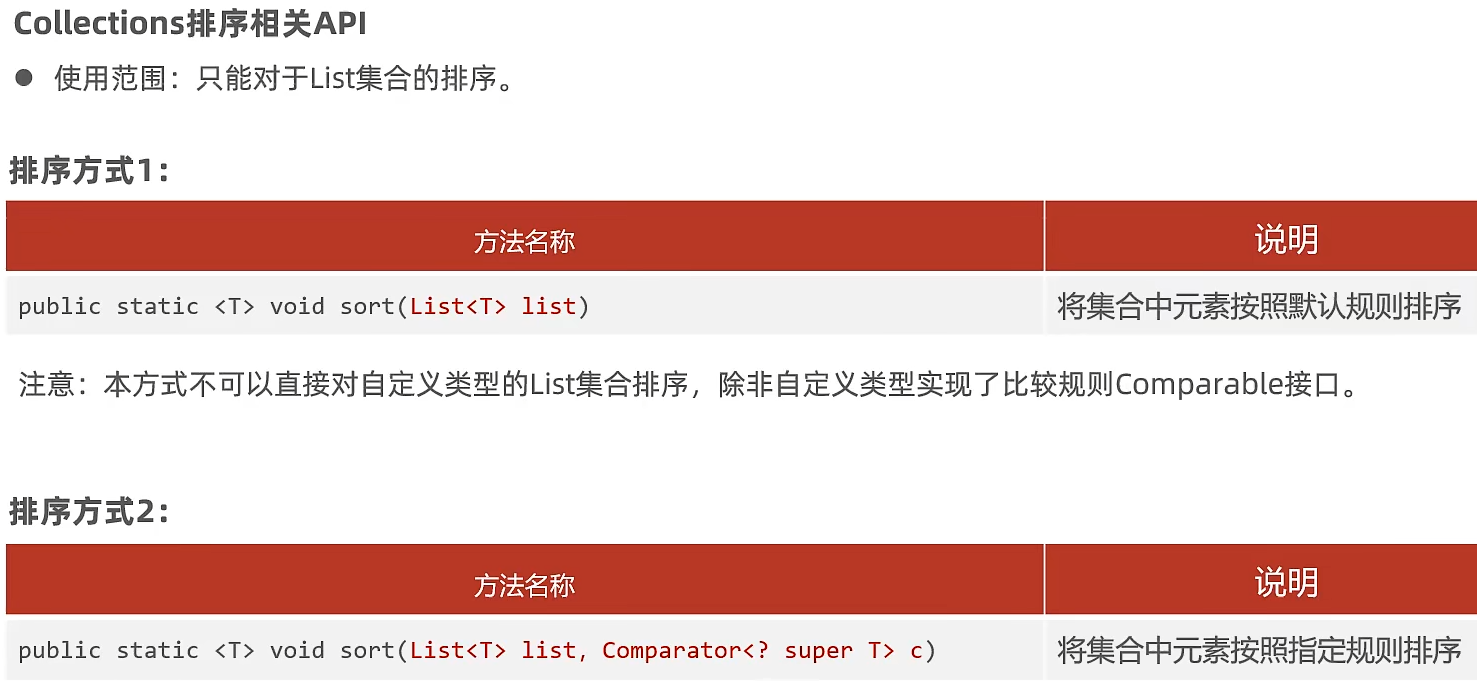 Collections排序相关API
● 使用范围：只能对于List集合的排序。
排序方式1：
方法名称 说明
public static <T> void sort(List<T> list) 将集合中元素按照默认规则排序
注意：本方式不可以直接对自定义类型的List集合排序，除非自定义类型实现了比较规则Comparable接口。
排序方式2：
方法名称 说明
public static <T> void sort(List<T> list, Comparator<? super T> c) 将集合中元素按照指定规则排序